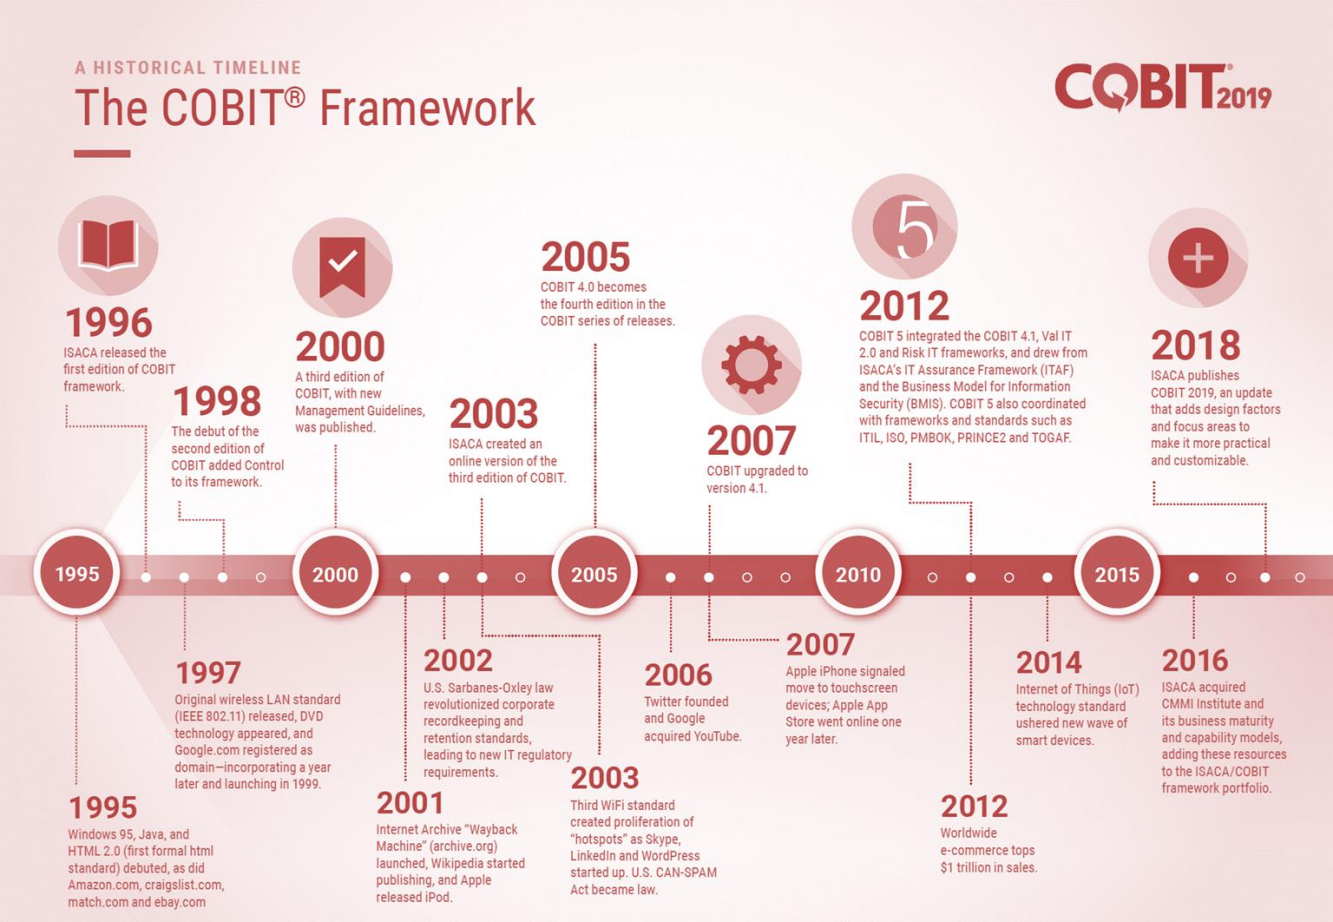 A HISTORICAL TIMELINE
The COBIT® Framework
COBIT® 2019
1996
ISACA released the
first edition of COBIT
framework.
1998
The debut of the
second edition of
COBIT added Control
to its framework.
2000
A third edition of
COBIT, with new
Management Guidelines,
was published.
2003
ISACA created an
online version of the
third edition of COBIT.
2005
COBIT 4.0 becomes
the fourth edition in the
COBIT series of releases.
2007
COBIT upgraded to
version 4.1.
5
2012
COBIT 5 integrated the COBIT 4.1, Val IT
2.0 and Risk IT frameworks, and drew from
ISACA's IT Assurance Framework (ITAF)
and the Business Model for Information
Security (BMIS). COBIT 5 also coordinated
with frameworks and standards such as
ITIL, ISO, PMBOK, PRINCE2 and TOGAF.
2018
ISACA publishes
COBIT 2019, an update
that adds design factors
and focus areas to
make it more practical
and customizable.
1995
2000
2005
2010
2015
1995
Windows 95, Java, and
HTML 2.0 (first formal html
standard) debuted, as did
Amazon.com, craigslist.com,
match.com and ebay.com
1997
Original wireless LAN standard
(IEEE 802.11) released, DVD
technology appeared, and
Google.com registered as
domain—incorporating a year
later and launching in 1999.
2001
Internet Archive “Wayback
Machine” (archive.org)
launched, Wikipedia started
publishing, and Apple
released iPod.
2002
U.S. Sarbanes-Oxley law
revolutionized corporate
recordkeeping and
retention standards,
leading to new IT regulatory
requirements.
2003
Third WiFi standard
created proliferation of
“hotspots” as Skype,
LinkedIn and WordPress
started up. U.S. CAN-SPAM
Act became law.
2006
Twitter founded
and Google
acquired YouTube.
2007
Apple iPhone signaled
move to touchscreen
devices; Apple App
Store went online one
year later.
2012
Worldwide
e-commerce tops
$1 trillion in sales.
2014
Internet of Things (IoT)
technology standard
ushered new wave of
smart devices.
2016
ISACA acquired
CMMI Institute and
its business maturity
and capability models,
adding these resources
to the ISACA/COBIT
framework portfolio.